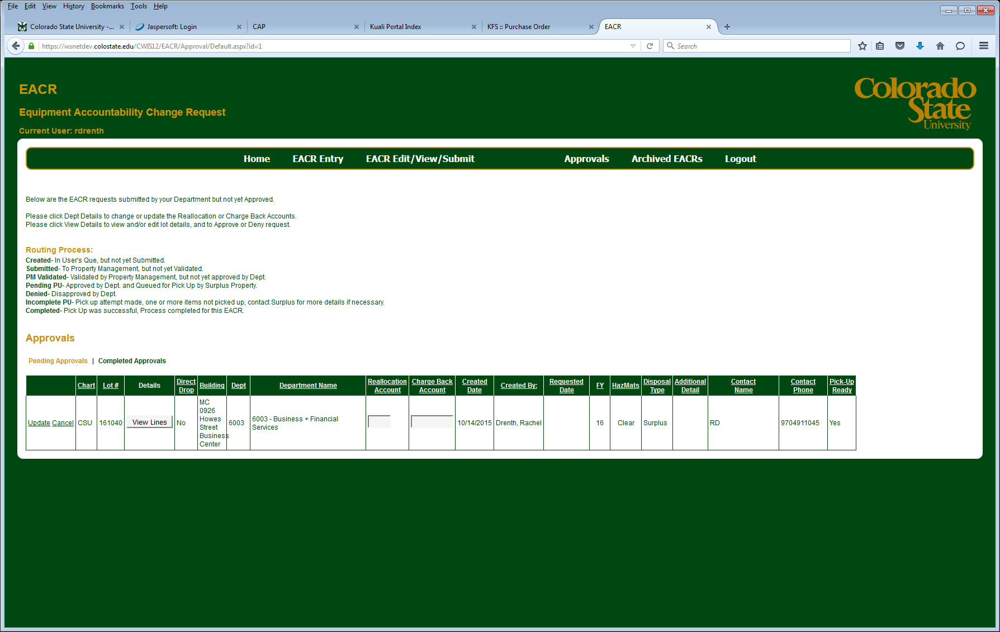 File Edit View History Bookmarks Tools Help
Colorado State University -... Jaspersoft: Login CAP Kuali Portal Index KFS :: Purchase Order EACR
https://wsnetdev.colostate.edu/CWIS12/EACR/Approval/Default.aspx?id=1 Search
EACR
Equipment Accountability Change Request
Current User: rdrenth
Colorado
State
University
Home EACR Entry EACR Edit/View/Submit Approvals Archived EACRs Logout
Below are the EACR requests submitted by your Department but not yet Approved.
Please click Dept Details to change or update the Reallocation or Charge Back Accounts.
Please click View Details to view and/or edit lot details, and to Approve or Deny request.
Routing Process:
Created- In User's Que, but not yet Submitted.
Submitted- To Property Management, but not yet Validated.
PM Validated- Validated by Property Management, but not yet approved by Dept.
Pending PU- Approved by Dept. and Queued for Pick Up by Surplus Property.
Denied- Disapproved by Dept.
Incomplete PU- Pick up attempt made, one or more items not picked up, contact Surplus for more details if necessary.
Completed- Pick Up was successful, Process completed for this EACR.
Approvals
Pending Approvals | Completed Approvals
Chart Lot # Details Direct Drop Building Dept Department Name Reallocation Account Charge Back Account Created Date Created By: Requested Date FY HazMats Disposal Type Additional Detail Contact Name Contact Phone Pick-Up Ready
Update Cancel CSU 161040 View Lines No MC 0926 Howes Street Business Center 6003 6003 - Business + Financial Services 10/14/2015 Drenth, Rachel 16 Clear Surplus RD 9704911045 Yes